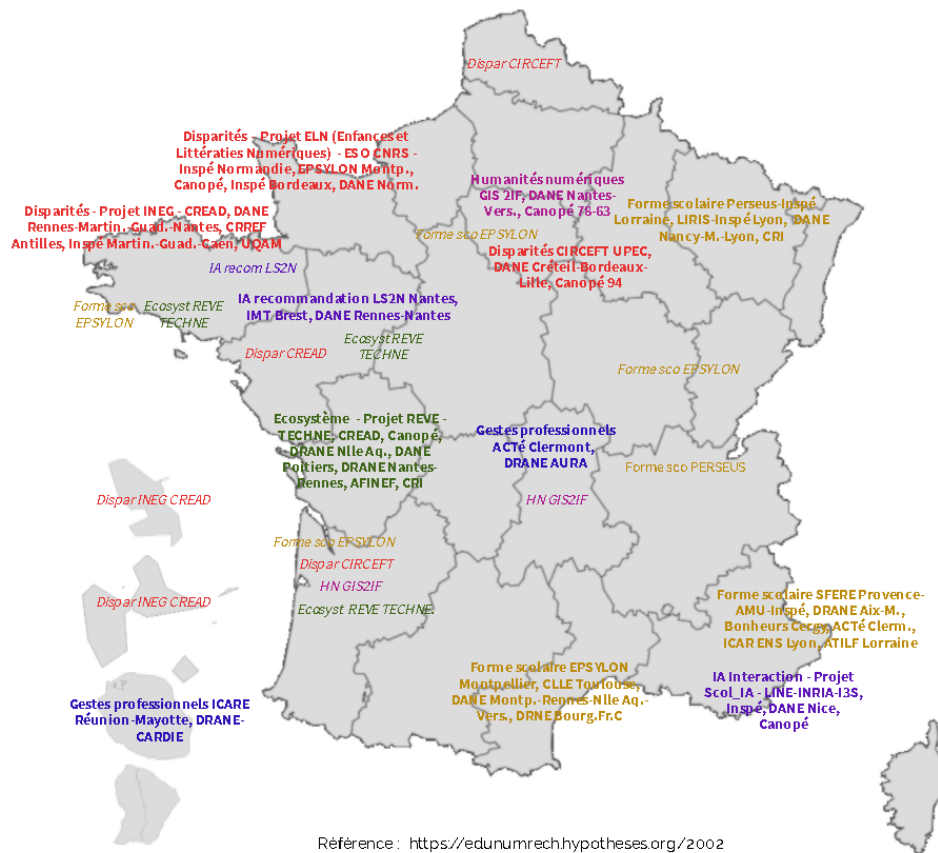 Dispar CIRCEFT
Disparités - Projet ELN (Enfances et
Littératies Numériques) - ESO CNRS -
Inspé Normandie, EPSYLON Montp.,
Canopé, Inspé Bordeaux, DANE Norm.
Humanités numériques
GIS 2IF, DANE Nantes-
Vers., Canopé 78-63
Forme scolaire Perseus-Inspé
Lorraine, LIRIS-Inspé Lyon, DANE
Nancy-M.-Lyon, CRI
Disparités - Projet INEG - CREAD, DANE
Rennes-Martin.-Guad.-Nantes, CRREF
Antilles, Inspé Martin.-Guad.-Caen, UQAM
Forme sco EPSYLON
Disparités CIRCEFT UPEC,
DANE Créteil-Bordeaux-
Lille, Canopé 94
IA recom LS2N
IA recommandation LS2N Nantes,
IMT Brest, DANE Rennes-Nantes
Forme sco
EPSYLON
Ecosyst REVE
TECHNE
Dispar CREAD
Ecosyst REVE
TECHNE
Forme sco EPSYLON
Ecosystème - Projet REVE -
TECHNE, CREAD, Canopé,
DRANE Nlle Aq., DANE
Poitiers, DRANE Nantes-
Rennes, AFINEF, CRI
Gestes professionnels
ACTé Clermont,
DRANE AURA
Forme sco PERSEUS
HN GIS2IF
Dispar INEG CREAD
Forme sco EPSYLON
Dispar CIRCEFT
HN GIS2IF
Ecosyst REVE TECHNE
Dispar INEG CREAD
Forme scolaire SFERE Provence-
AMU-Inspé, DRANE Aix-M.,
Bonheurs Cergy, ACTé Clerm.,
ICAR ENS Lyon, ATILF Lorraine
Forme scolaire EPSYLON
Montpellier, CLLE Toulouse,
DANE Montp.-Rennes-Nlle Aq.-
Vers., DRNE Bourg.Fr.C
IA Interaction - Projet
Scol_IA - LINE-INRIA-I3S,
Inspé, DANE Nice,
Canopé
Gestes professionnels ICARE
Réunion-Mayotte, DRANE-
CARDIE
Référence : https://edunumrech.hypotheses.org/2002